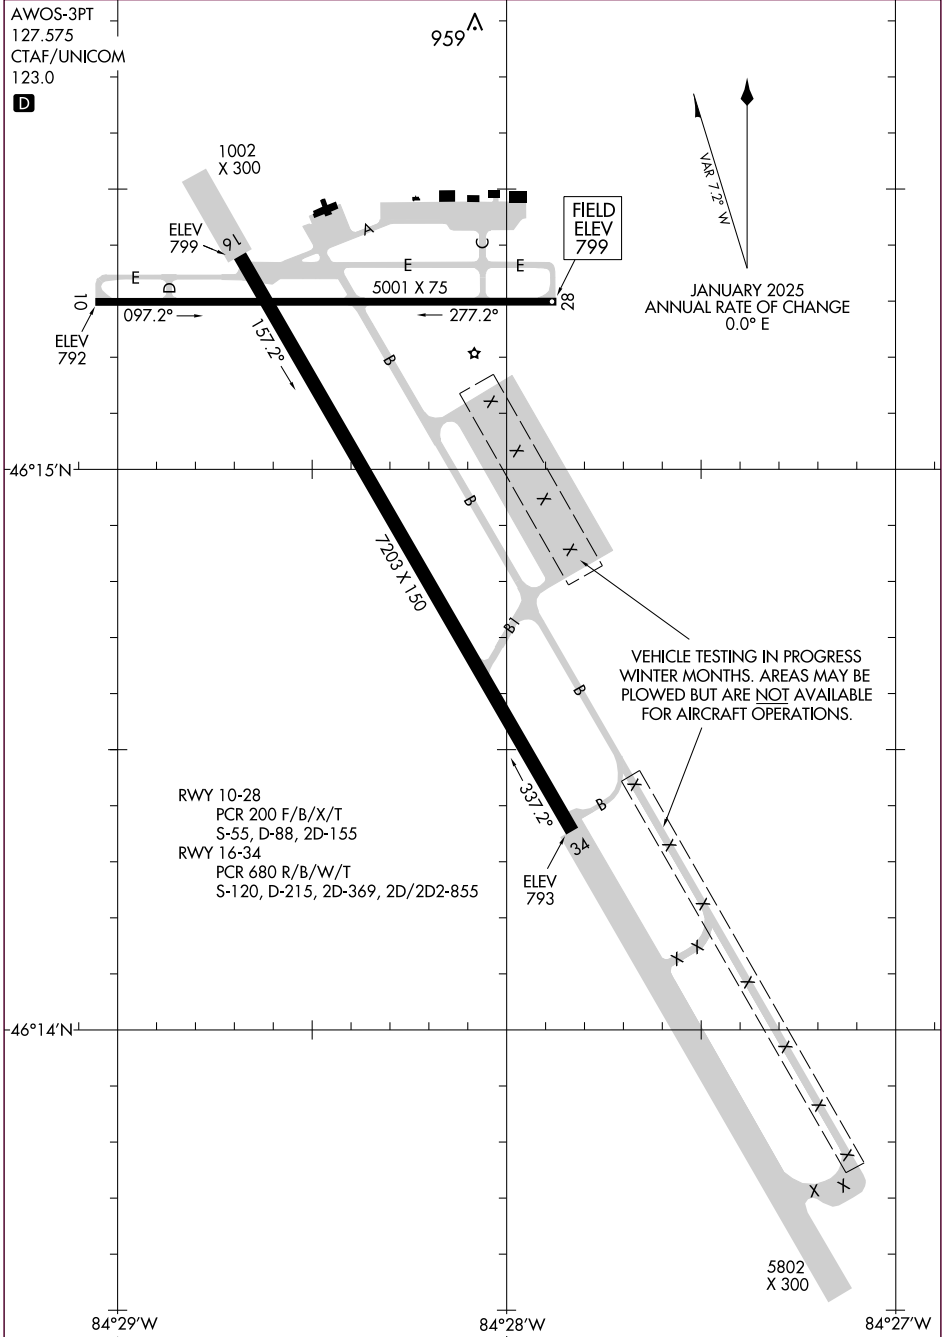 AWOS-3PT
127.575
CTAF/UNICOM
123.0
D
959
1002
X 300
VAR 7.2° W
JANUARY 2025
ANNUAL RATE OF CHANGE
0.0° E
FIELD
ELEV
799
ELEV
799
16
A
C
E
E
E
D
10
5001 X 75
28
097.2°
277.2°
ELEV
792
157.2°
B
46°15'N
B
7203 X 150
B1
VEHICLE TESTING IN PROGRESS
WINTER MONTHS. AREAS MAY BE
PLOWED BUT ARE NOT AVAILABLE
FOR AIRCRAFT OPERATIONS.
B
X
X
X
X
RWY 10-28
PCR 200 F/B/X/T
S-55, D-88, 2D-155
RWY 16-34
PCR 680 R/B/W/T
S-120, D-215, 2D-369, 2D/2D2-855
337.2°
B
34
ELEV
793
X
X
X
X
X
X
X
X
X
X
X
46°14'N
5802
X 300
84°29'W
84°28'W
84°27'W